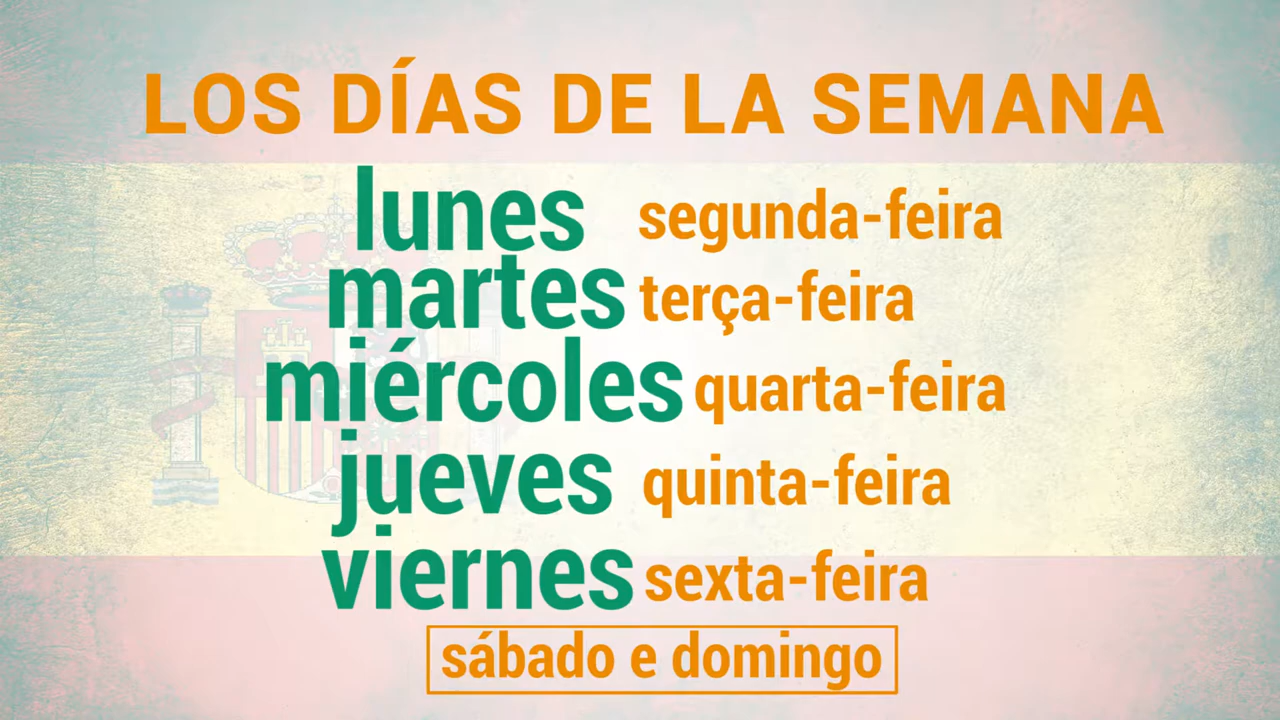 LOS DÍAS DE LA SEMANA
lunes segunda-feira
martes terça-feira
miércoles quarta-feira
jueves quinta-feira
viernes sexta-feira
sábado e domingo